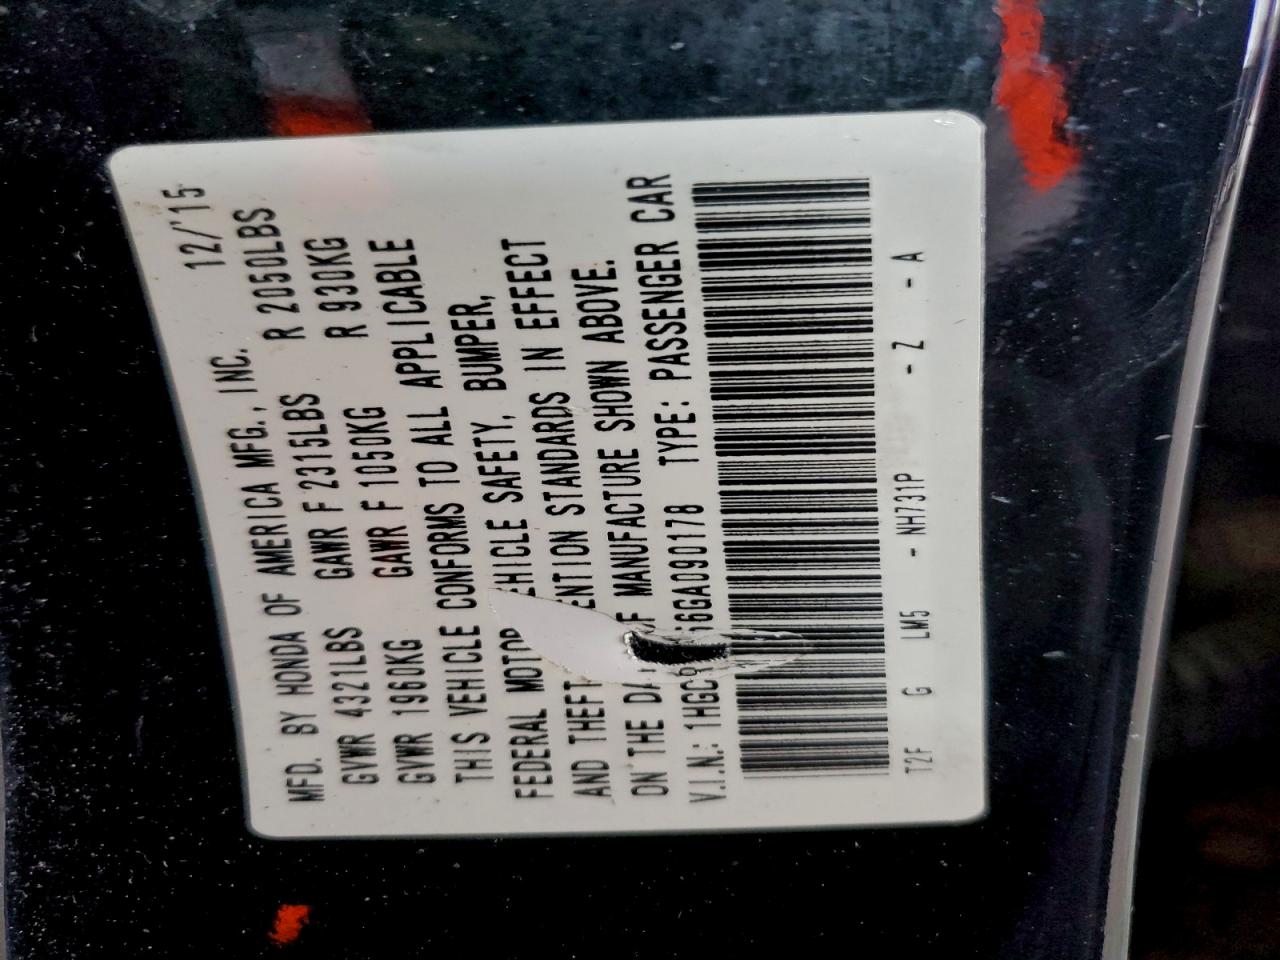 12/'15
MFD. BY HONDA OF AMERICA MFG., INC.
GVWR 4321LBS GAWR F 2315LBS R 2050LBS
GVWR 1960KG GAWR F 1050KG R 930KG
THIS VEHICLE CONFORMS TO ALL APPLICABLE
FEDERAL MOTOR EHICLE SAFETY, BUMPER,
AND THEFT ENTION STANDARDS IN EFFECT
ON THE DA F MANUFACTURE SHOWN ABOVE.
V.I.N.: 1HGC 6GA090178 TYPE: PASSENGER CAR
T2F G LM5 - NH731P - Z - A